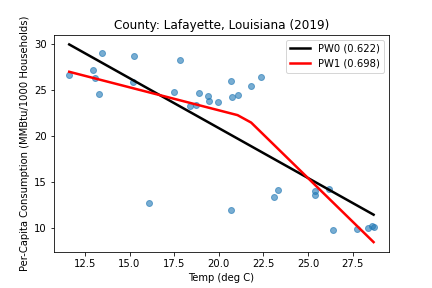 County: Lafayette, Louisiana (2019)
Per-Capita Consumption (MMBtu/1000 Households)
30
25
20
15
10
PW0 (0.622)
PW1 (0.698)
12.5 15.0 17.5 20.0 22.5 25.0 27.5
Temp (deg C)